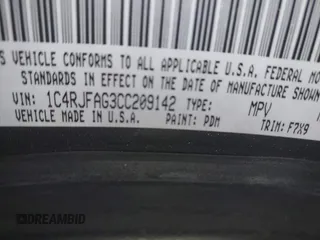 S VEHICLE CONFORMS TO ALL APPLICABLE U.S.A. FEDERAL MO
STANDARDS IN EFFECT ON THE DATE OF MANUFACTURE SHOWN
VIN: 1C4RJFAG3CC209142 TYPE: MPV
VEHICLE MADE IN U.S.A. PAINT: PDM TRIM: F7X9
© DREAMBID